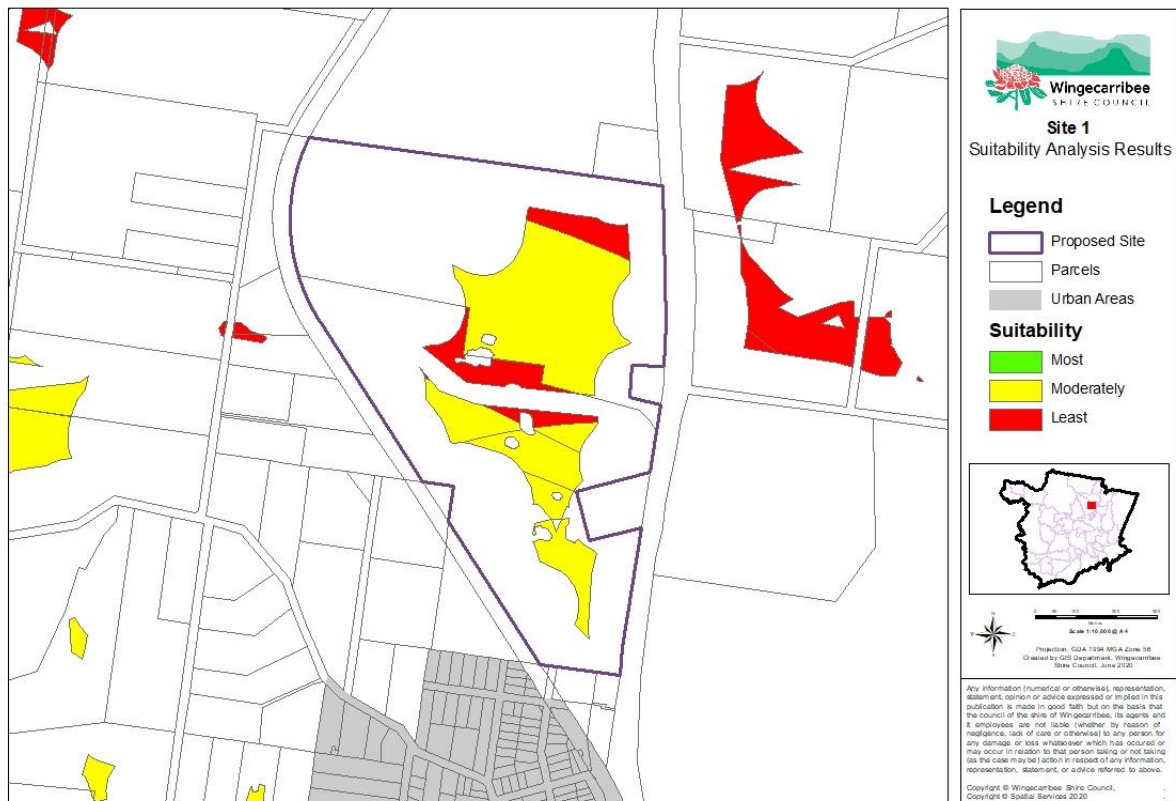 Wingecarribee
SHIRE COUNCIL
Site 1
Suitability Analysis Results
Legend
Proposed Site
Parcels
Urban Areas
Suitability
Most
Moderately
Least
Scale 1:10,000 @ A4
Projection: GDA 1994 MGA Zone 56
Created by GIS Department, Wingecarribee
Shire Council, June 2020
Any information (numerical or otherwise), representation,
statement, opinion or advice expressed or implied in this
publication is made in good faith but on the basis that
the council of the shire of Wingecarribee, its agents and
it employees are not liable (whether by reason of
negligence, lack of care or otherwise) to any person for
any damage or loss whatsoever which has occured or
may occur in relation to that person taking or not taking
(as the case may be) action in respect of any information,
representation, statement, or advice referred to above.
Copyright © Wingecarribee Shire Council,
Copyright © Spatial Services 2020